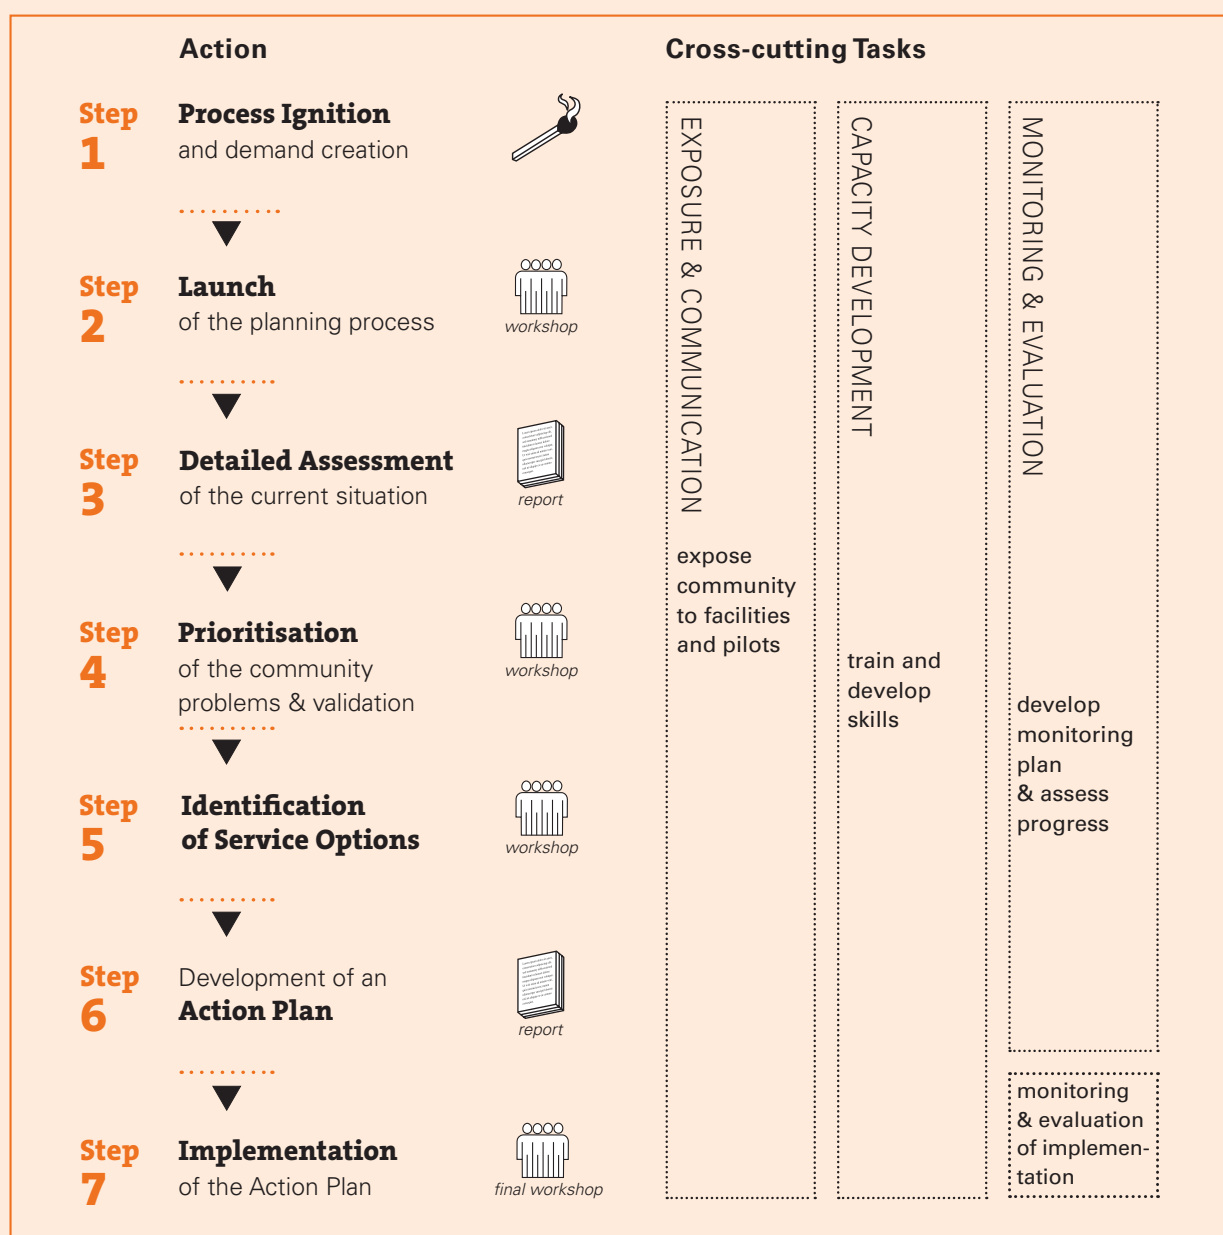 Action
Cross-cutting Tasks
Step
1
Process Ignition
and demand creation
Step
2
Launch
of the planning process
workshop
Step
3
Detailed Assessment
of the current situation
report
Step
4
Prioritisation
of the community
problems & validation
workshop
Step
5
Identification
of Service Options
workshop
Step
6
Development of an
Action Plan
report
Step
7
Implementation
of the Action Plan
final workshop
EXPOSURE & COMMUNICATION
expose
community
to facilities
and pilots
CAPACITY DEVELOPMENT
train and
develop
skills
MONITORING & EVALUATION
develop
monitoring
plan
& assess
progress
monitoring
& evaluation
of implemen-
tation